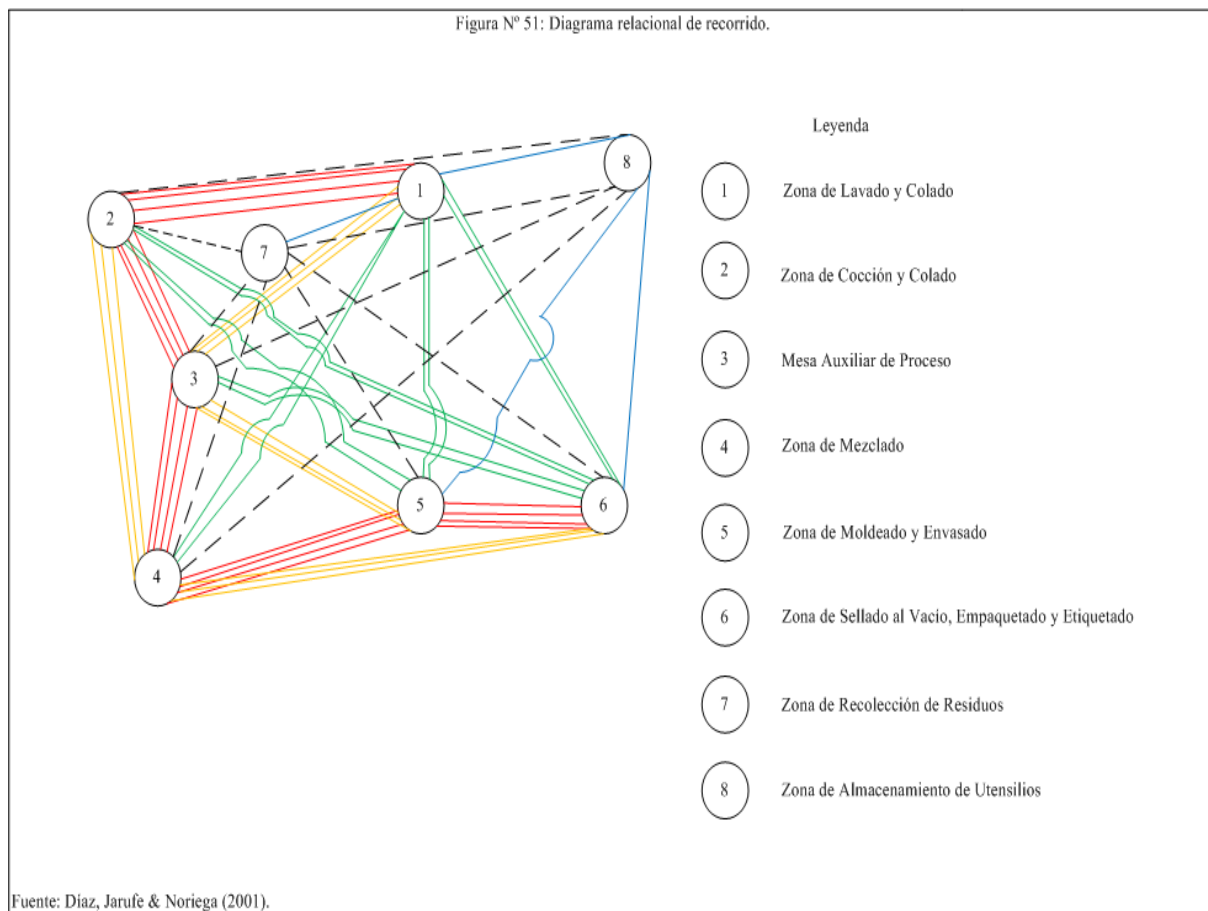 Figura Nº 51: Diagrama relacional de recorrido.
Leyenda
8
1
1 Zona de Lavado y Colado
2
7
2 Zona de Cocción y Colado
3
3 Mesa Auxiliar de Proceso
4 Zona de Mezclado
5
6
5 Zona de Moldeado y Envasado
4
6 Zona de Sellado al Vacío, Empaquetado y Etiquetado
7 Zona de Recolección de Residuos
8 Zona de Almacenamiento de Utensilios
Fuente: Díaz, Jarufe & Noriega (2001).